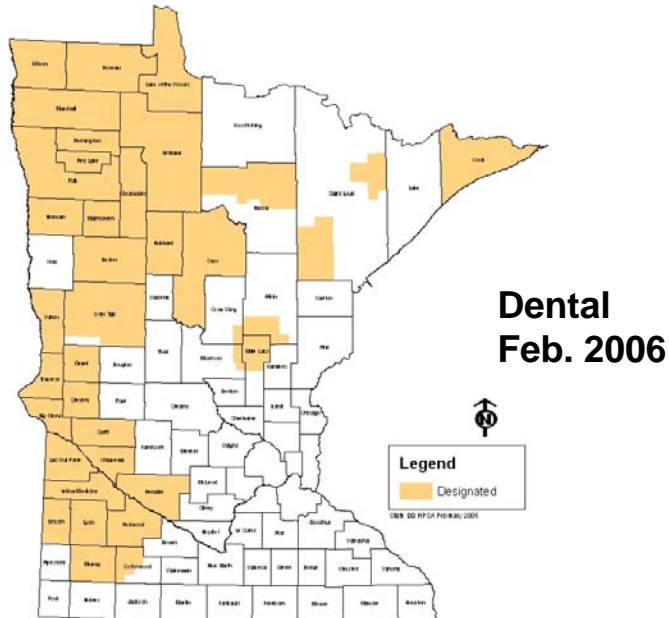 Kittson
Roseau
Lake of the Woods
Marshall
Koochiching
Pennington
Red Lake
Beltrami
Cook
Polk
Clearwater
Saint Louis
Lake
Itasca
Norman
Mahnomen
Hubbard
Cass
Clay
Becker
Aitkin
Wadena
Crow Wing
Carlton
Wilkin
Otter Tail
Pine
Dental
Feb. 2006
Mille Lacs
Todd
Morrison
Grant
Douglas
Kanabec
Traverse
Stevens
Pope
Stearns
Benton
Isanti
Chisago
Big Stone
Sherburne
Swift
Kandiyohi
Meeker
Wright
N
Lac Qui Parle
Chippewa
McLeod
Legend
Yellow Medicine
Renville
Designated
Sibley
Lincoln
Lyon
Redwood
Nicollet
Le Sueur
Rice
Goodhue
Wabasha
Brown
Pipestone
Murray
Cottonwood
Watonwan
Blue Earth
Waseca
Steele
Dodge
Olmsted
Winona
Rock
Nobles
Jackson
Martin
Faribault
Freeborn
Mower
Fillmore
Houston